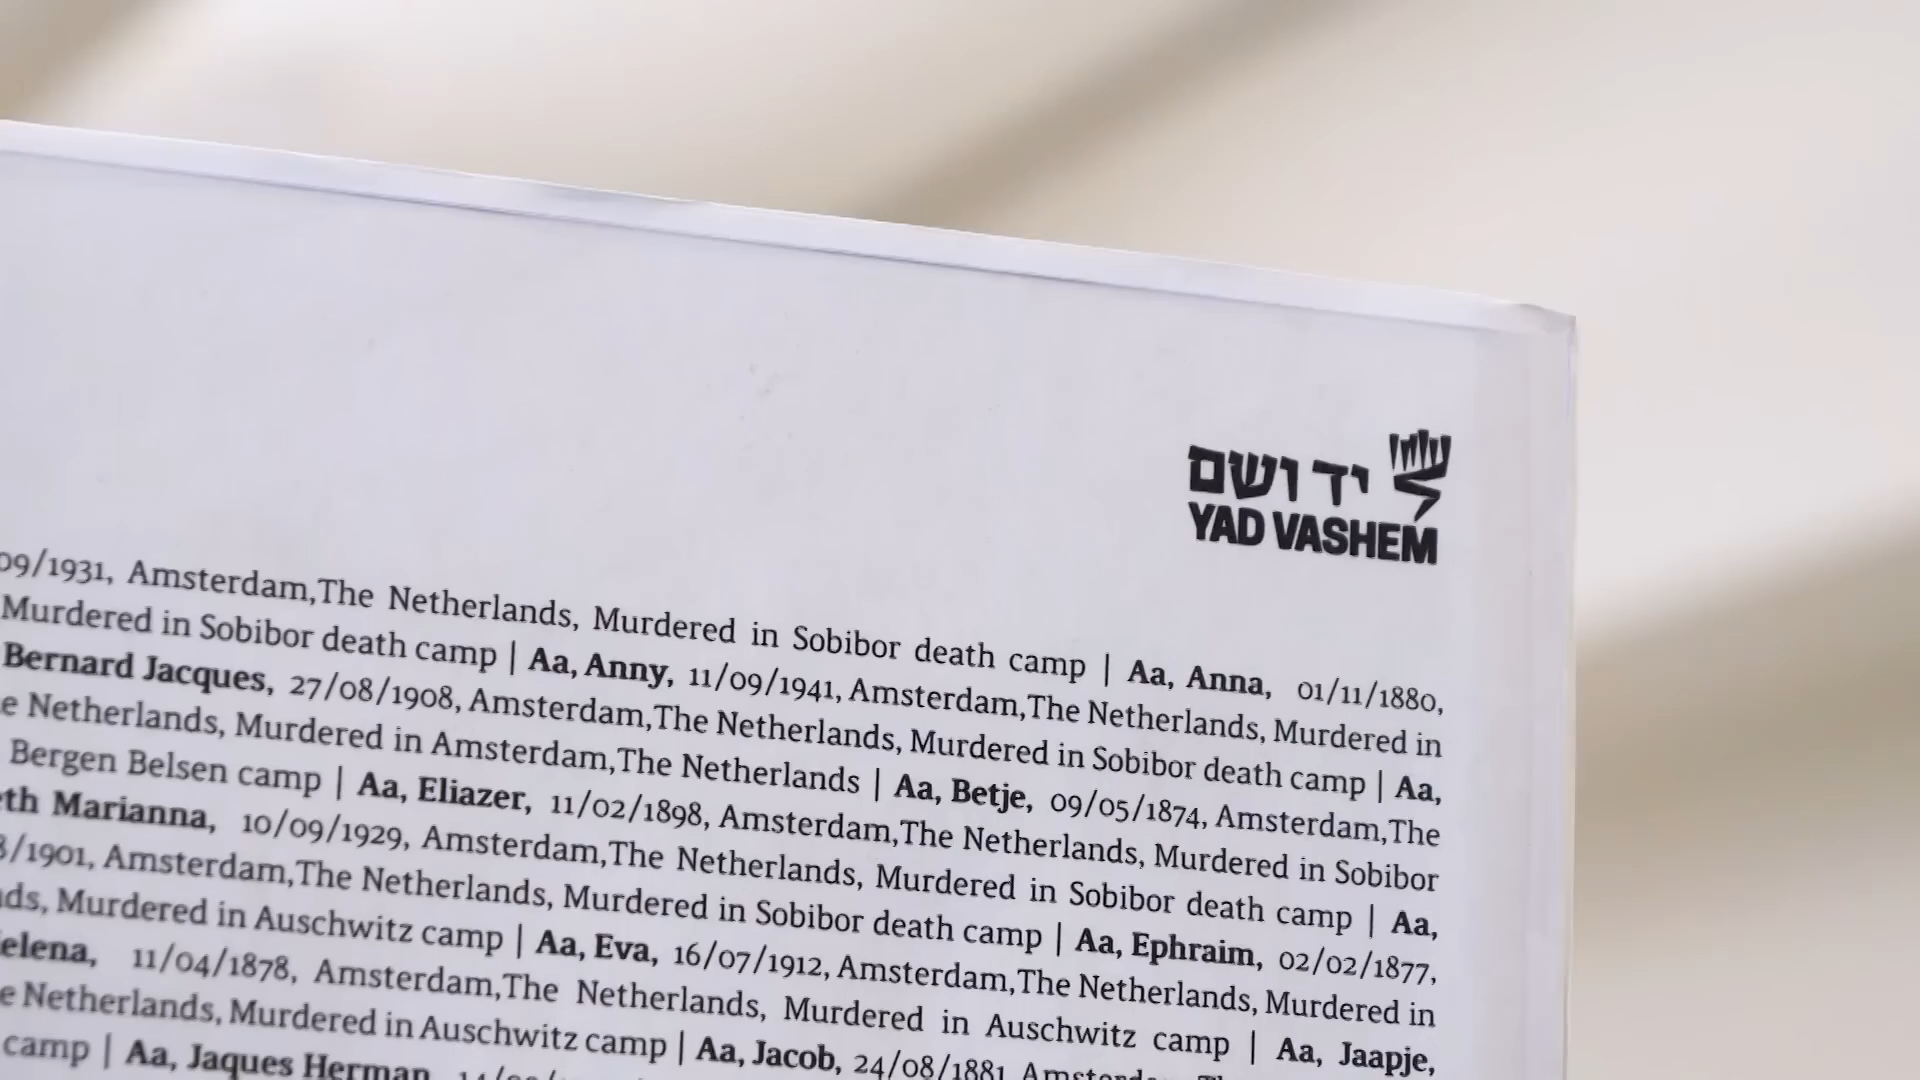 יד ושם
YAD VASHEM
09/1931, Amsterdam,The Netherlands, Murdered in Sobibor death camp | Aa, Anna, 01/11/1880,
Murdered in Sobibor death camp | Aa, Anny, 11/09/1941, Amsterdam,The Netherlands, Murdered in
Bernard Jacques, 27/08/1908, Amsterdam,The Netherlands, Murdered in Sobibor death camp | Aa,
e Netherlands, Murdered in Amsterdam,The Netherlands | Aa, Betje, 09/05/1874, Amsterdam,The
Bergen Belsen camp | Aa, Eliazer, 11/02/1898, Amsterdam,The Netherlands, Murdered in Sobibor
th Marianna, 10/09/1929, Amsterdam,The Netherlands, Murdered in Sobibor death camp | Aa,
8/1901, Amsterdam,The Netherlands, Murdered in Sobibor death camp | Aa, Ephraim, 02/02/1877,
ds, Murdered in Auschwitz camp | Aa, Eva, 16/07/1912, Amsterdam,The Netherlands, Murdered in
elena, 11/04/1878, Amsterdam,The Netherlands, Murdered in Auschwitz camp | Aa, Jaapje,
e Netherlands, Murdered in Auschwitz camp | Aa, Jacob, 24/08/1881,
camp | Aa, Jaques Herman,